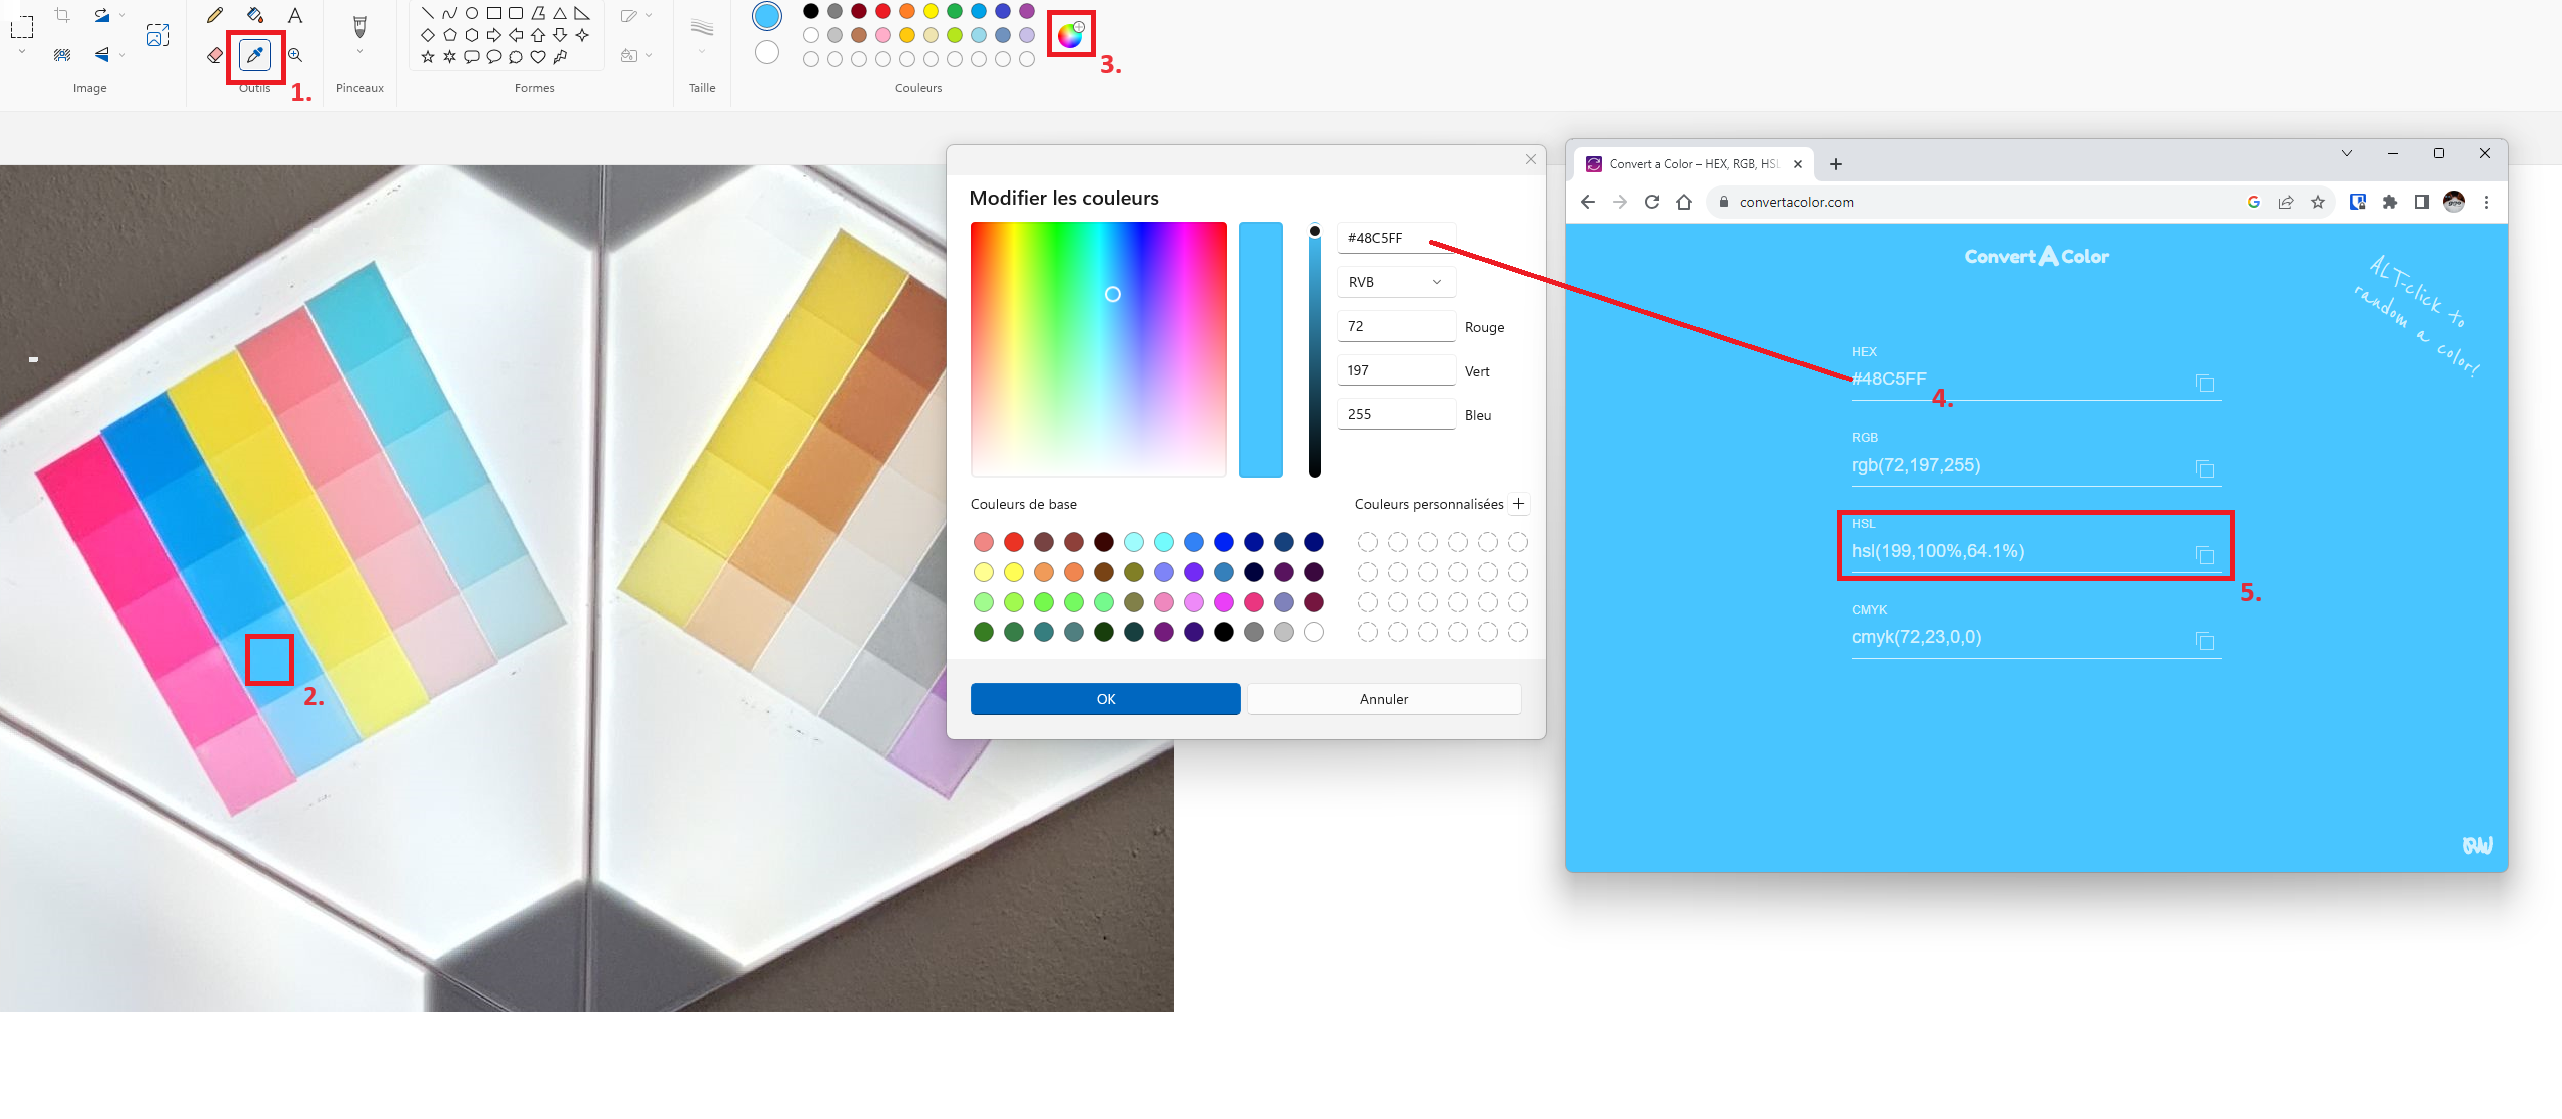 A
1.
3.
Image
Outils
Pinceaux
Formes
Taille
Couleurs
Modifier les couleurs
#48C5FF
RVB
72 Rouge
197 Vert
255 Bleu
Couleurs de base
Couleurs personnalisées
OK
Annuler
2.
Convert a Color – HEX, RGB, HSL
convertacolor.com
Convert A Color
ALT-click to
random a color!
HEX
#48C5FF
4.
RGB
rgb(72,197,255)
HSL
hsl(199,100%,64.1%)
5.
CMYK
cmyk(72,23,0,0)